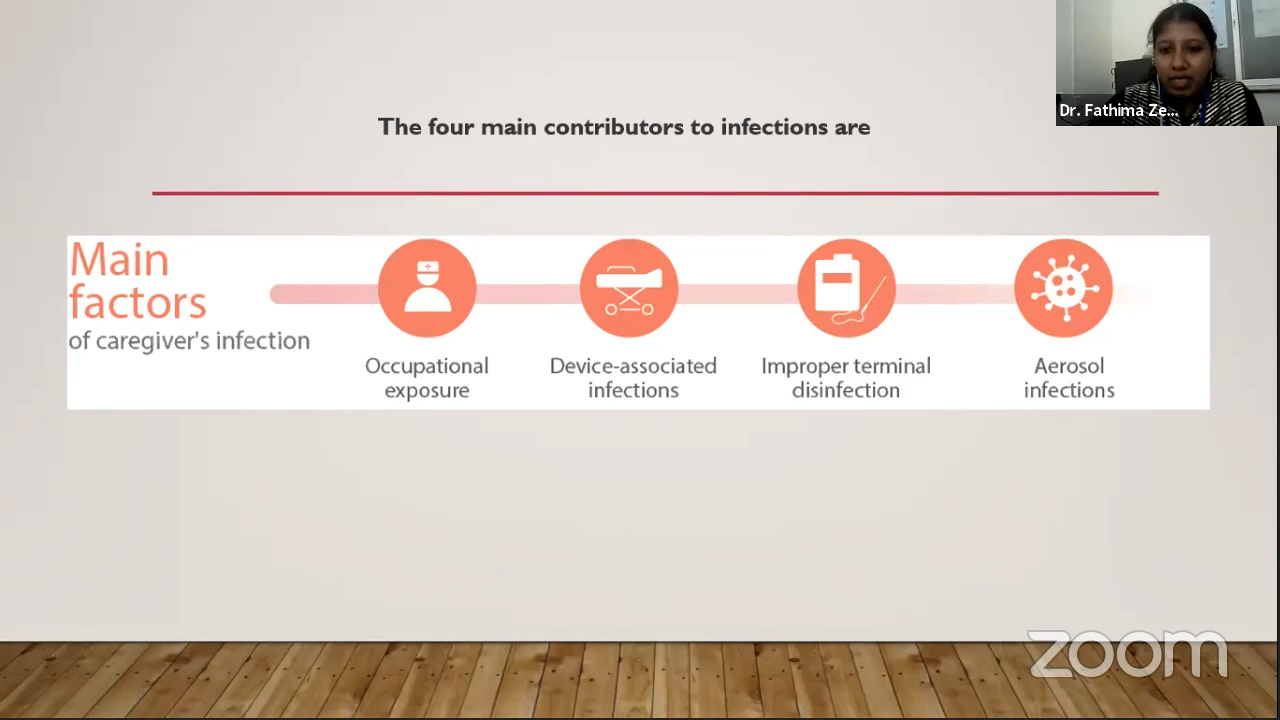 Dr. Fathima Ze...
The four main contributors to infections are
Main
factors
of caregiver's infection
Occupational
exposure
Device-associated
infections
Improper terminal
disinfection
Aerosol
infections
zoom